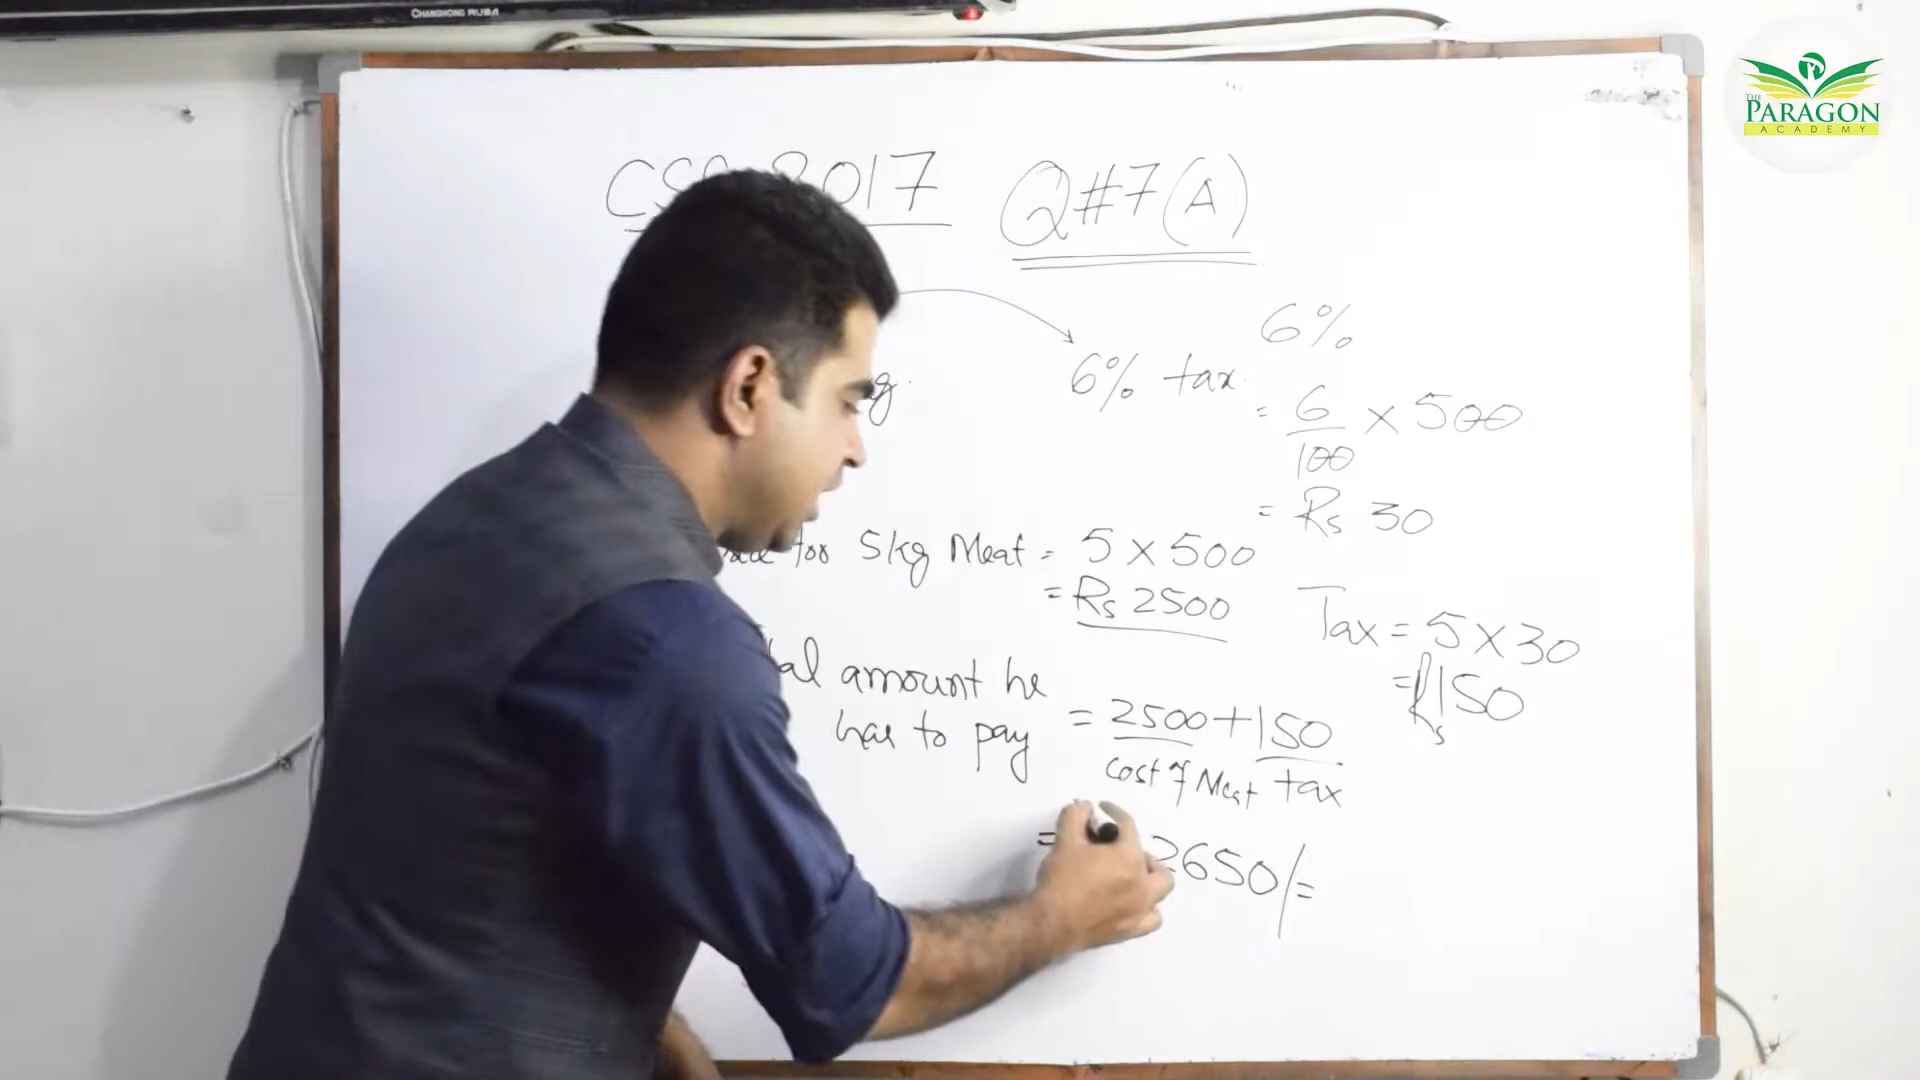 CHANGHONG RUBA
THE
PARAGON
ACADEMY
CSS 2017 Q#7(A)
6%
6% tax
= 6/100 × 500
= Rs 30
for 5kg Meat = 5×500
= Rs 2500
Tax = 5×30
= Rs 150
amount he
has to pay
= 2500+150
cost of Meat tax
= 2650/=